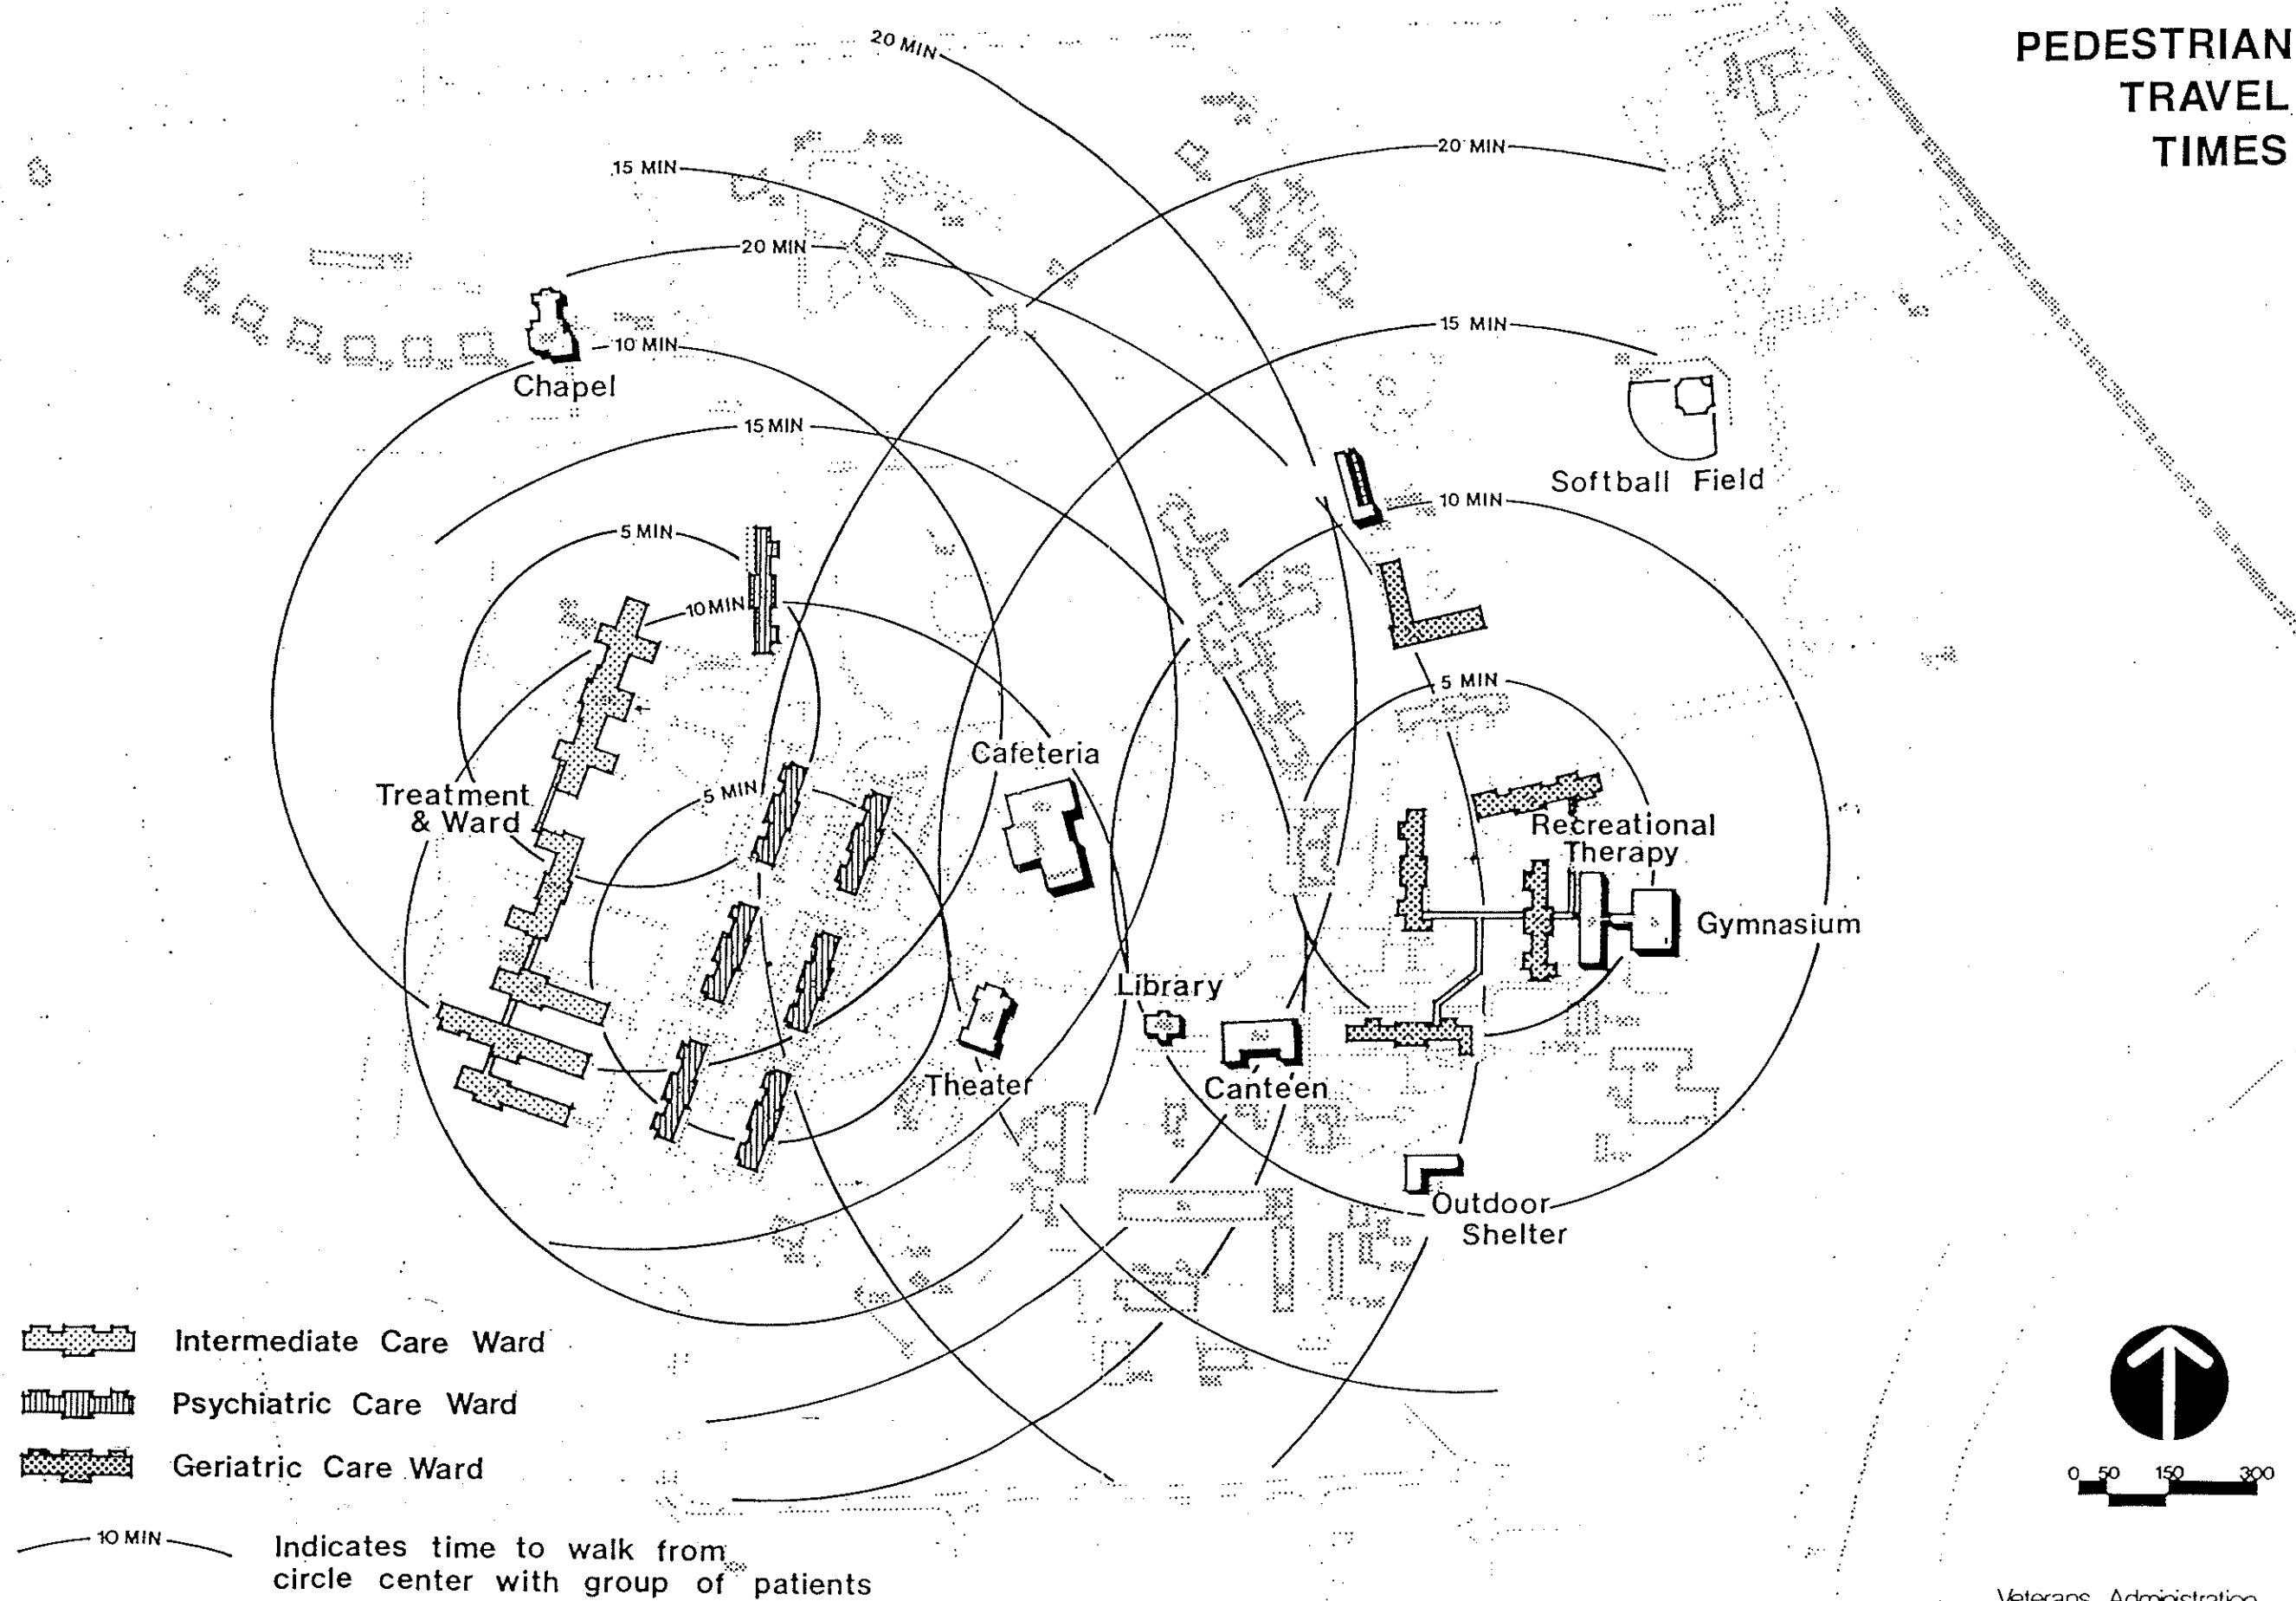 PEDESTRIAN
TRAVEL
TIMES
20 MIN
15 MIN
20 MIN
20 MIN
10 MIN
Chapel
15 MIN
15 MIN
Softball Field
10 MIN
5 MIN
10 MIN
5 MIN
Cafeteria
Treatment
& Ward
5 MIN
Recreational
Therapy
Gymnasium
Library
Theater
Canteen
Outdoor
Shelter
Intermediate Care Ward
Psychiatric Care Ward
Geriatric Care Ward
10 MIN
Indicates time to walk from
circle center with group of patients
0 50 150 300
Veterans Administration